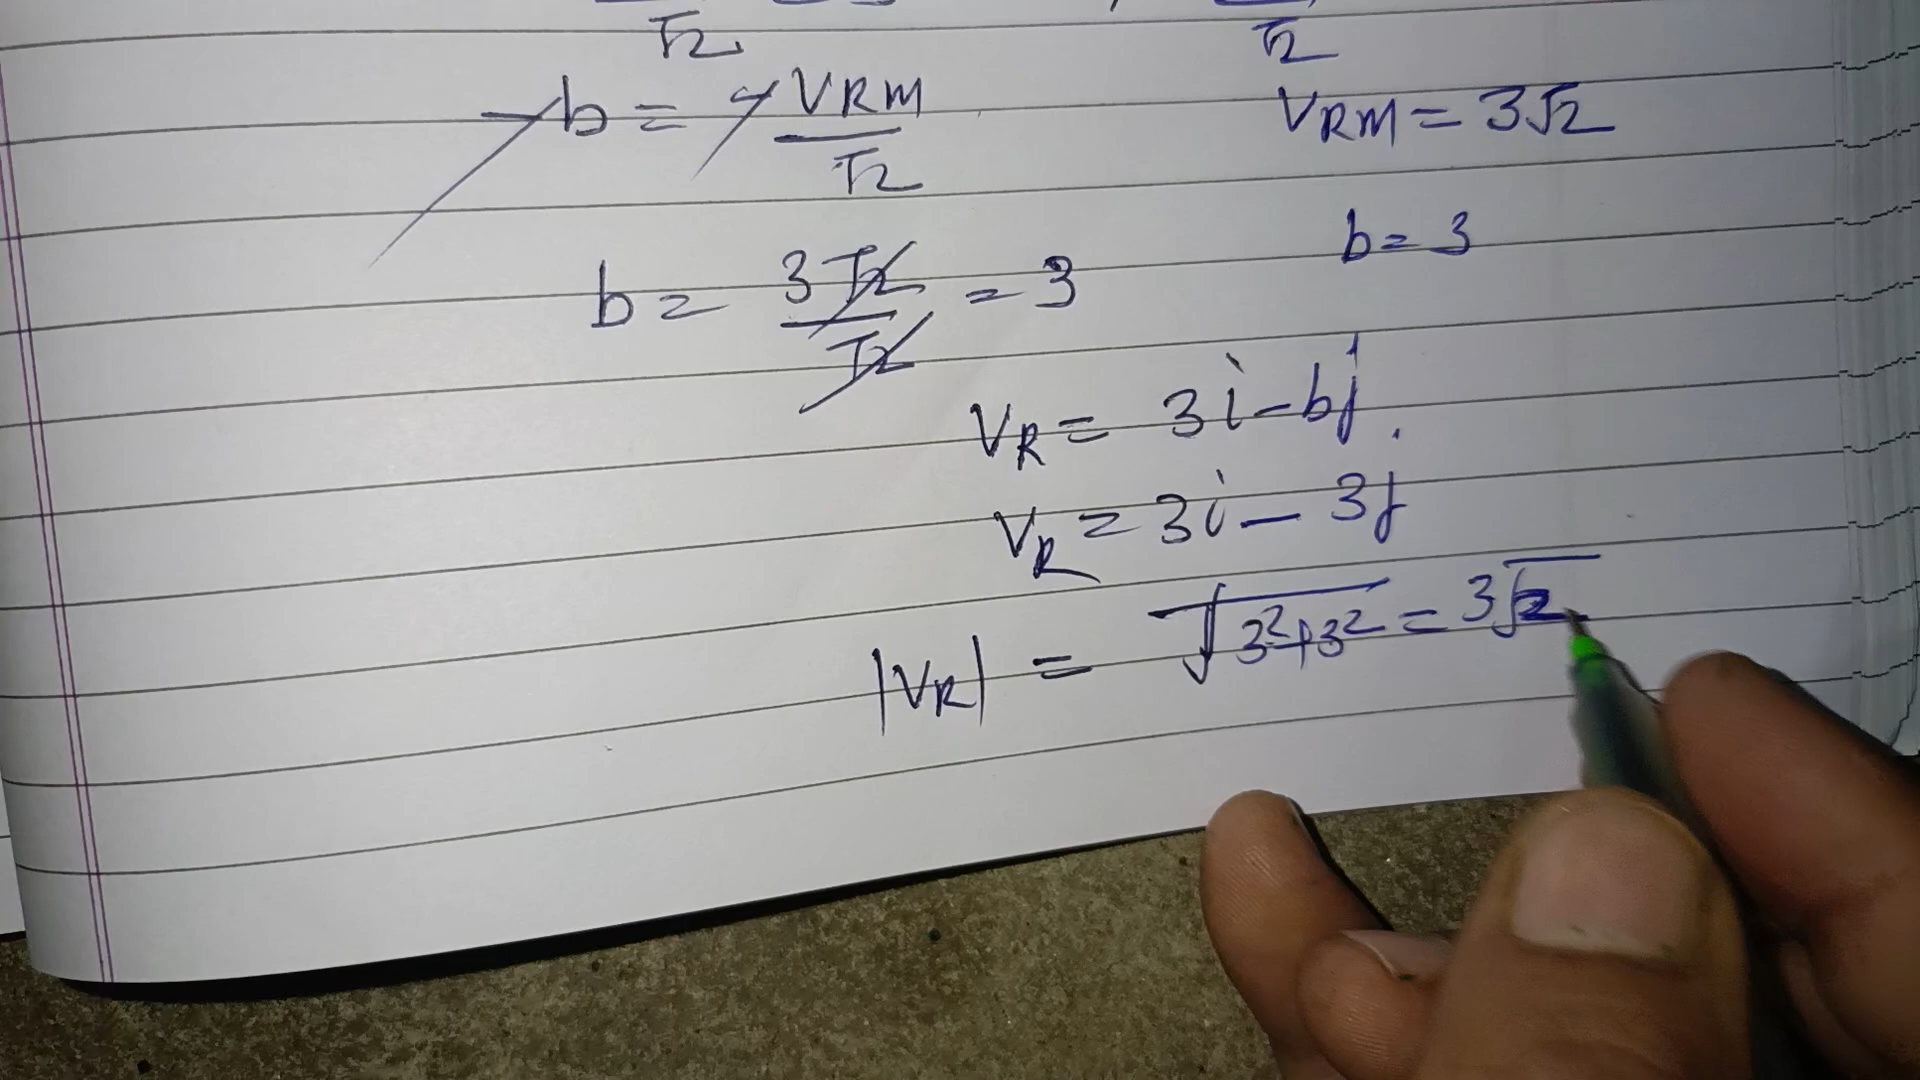 √2 √2
-b = -VRM/√2 VRM = 3√2
b = 3√2/√2 = 3 b = 3
VR = 3i - bj.
VR = 3i - 3j
|VR| = √3²+3² = 3√2